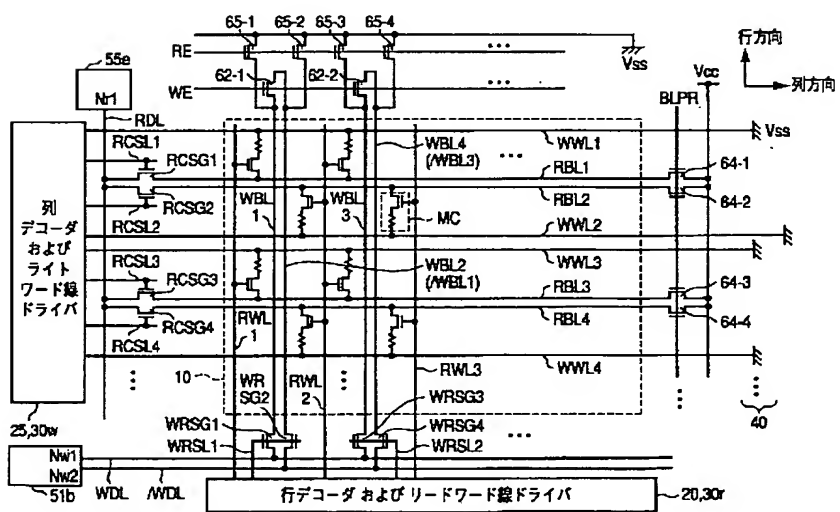 65-1 65-2 65-3 65-4
RE
Vss
行方向
列方向
55e
Nr1
62-1
62-2
WE
Vcc
BLPR
RDL
RCSL1
RCSG1
RCSG2
RCSL2
RCSL3
RCSG3
RCSG4
RCSL4
WBL4
(/WBL3)
WWL1
Vss
RBL1
64-1
RBL2
64-2
WBL
1
WBL
3
MC
WWL2
WWL3
WBL2
(/WBL1)
RBL3
64-3
RBL4
64-4
列
デコーダ
および
ライト
ワード線
ドライバ
RWL
1
RWL3
WWL4
10
WR
SG2
RWL
2
WRSG3
WRSG1
WRSG4
WRSL1
WRSL2
40
25,30w
Nw1
Nw2
51b
WDL
/WDL
行デコーダ および リードワード線ドライバ
20,30r